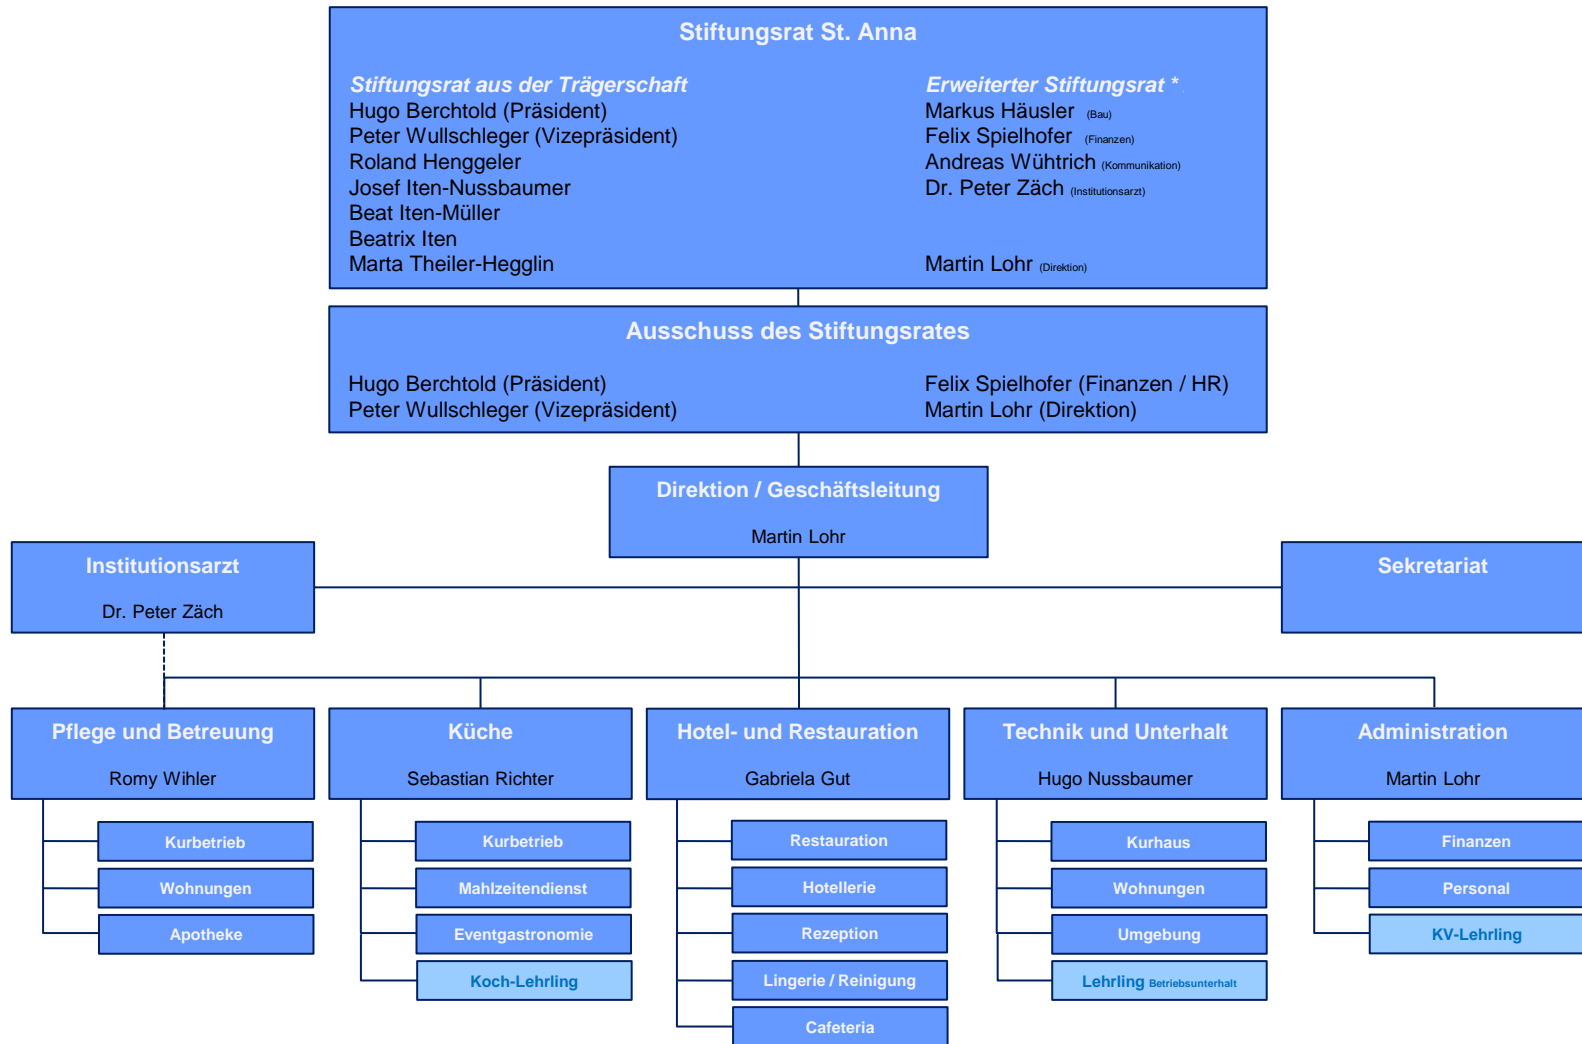 Stiftungsrat St. Anna
Stiftungsrat aus der Trägerschaft
Erweiterter Stiftungsrat *
Hugo Berchtold (Präsident)
Markus Häusler (Bau)
Peter Wullschleger (Vizepräsident)
Felix Spielhofer (Finanzen)
Roland Henggeler
Andreas Wühtrich (Kommunikation)
Josef Iten-Nussbaumer
Dr. Peter Zäch (Institutionsarzt)
Beat Iten-Müller
Beatrix Iten
Marta Theiler-Hegglin
Martin Lohr (Direktion)
Ausschuss des Stiftungsrates
Hugo Berchtold (Präsident)
Felix Spielhofer (Finanzen / HR)
Peter Wullschleger (Vizepräsident)
Martin Lohr (Direktion)
Direktion / Geschäftsleitung
Martin Lohr
Institutionsarzt
Dr. Peter Zäch
Sekretariat
Pflege und Betreuung
Romy Wihler
Kurbetrieb
Wohnungen
Apotheke
Küche
Sebastian Richter
Kurbetrieb
Mahlzeitendienst
Eventgastronomie
Koch-Lehrling
Hotel- und Restauration
Gabriela Gut
Restauration
Hotellerie
Rezeption
Lingerie / Reinigung
Cafeteria
Technik und Unterhalt
Hugo Nussbaumer
Kurhaus
Wohnungen
Umgebung
Lehrling Betriebsunterhalt
Administration
Martin Lohr
Finanzen
Personal
KV-Lehrling